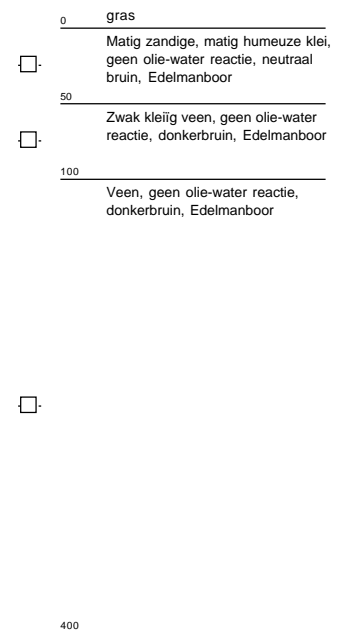 0
gras
Matig zandige, matig humeuze klei,
geen olie-water reactie, neutraal
bruin, Edelmanboor
50
Zwak kleiïg veen, geen olie-water
reactie, donkerbruin, Edelmanboor
100
Veen, geen olie-water reactie,
donkerbruin, Edelmanboor
400